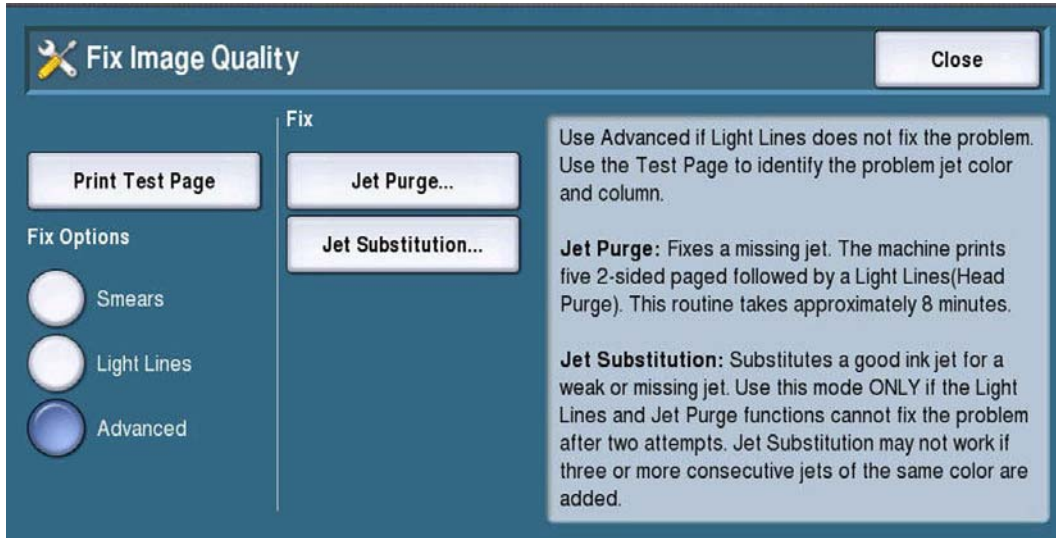 Fix Image Quality
Close
Print Test Page
Fix Options
Smears
Light Lines
Advanced
Fix
Jet Purge...
Jet Substitution...
Use Advanced if Light Lines does not fix the problem.
Use the Test Page to identify the problem jet color
and column.
Jet Purge: Fixes a missing jet. The machine prints
five 2-sided paged followed by a Light Lines(Head
Purge). This routine takes approximately 8 minutes.
Jet Substitution: Substitutes a good ink jet for a
weak or missing jet. Use this mode ONLY if the Light
Lines and Jet Purge functions cannot fix the problem
after two attempts. Jet Substitution may not work if
three or more consecutive jets of the same color are
added.